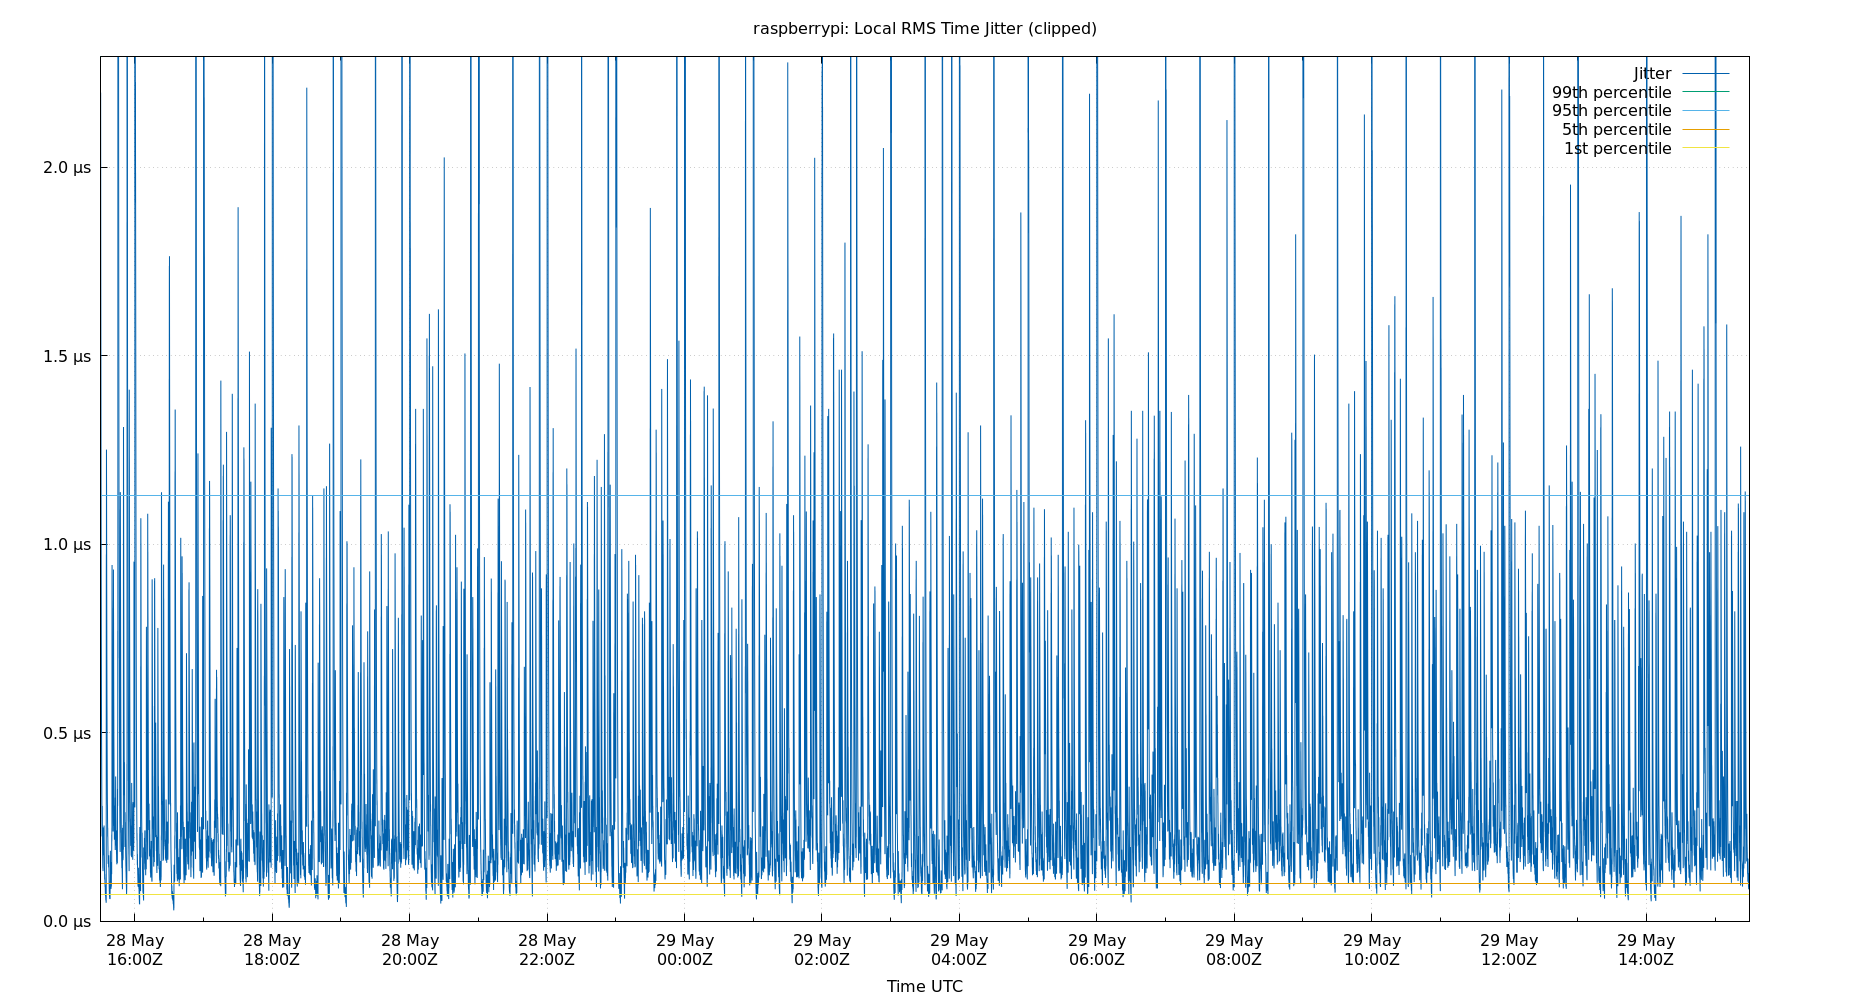 raspberrypi: Local RMS Time Jitter (clipped)
Jitter
99th percentile
95th percentile
5th percentile
1st percentile
2.0 µs
1.5 µs
1.0 µs
0.5 µs
0.0 µs
28 May 28 May 28 May 28 May 29 May 29 May 29 May 29 May 29 May 29 May 29 May 29 May
16:00Z 18:00Z 20:00Z 22:00Z 00:00Z 02:00Z 04:00Z 06:00Z 08:00Z 10:00Z 12:00Z 14:00Z
Time UTC